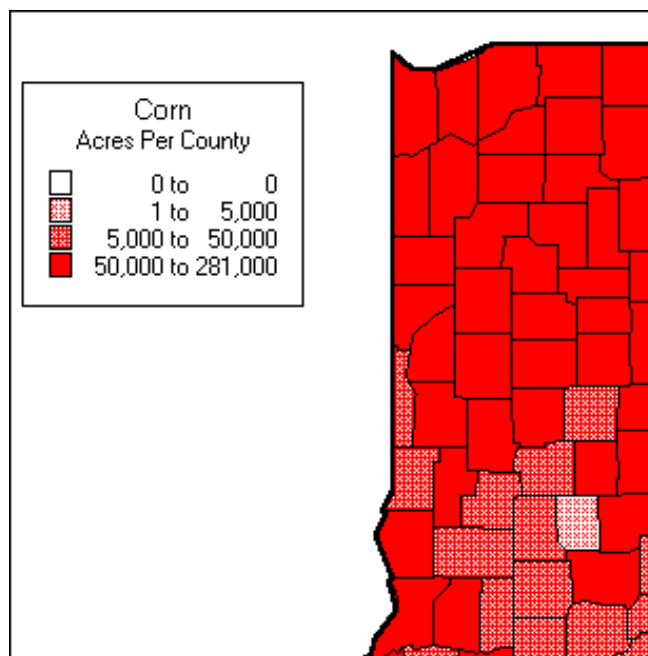 Corn
Acres Per County
0 to 0
1 to 5,000
5,000 to 50,000
50,000 to 281,000